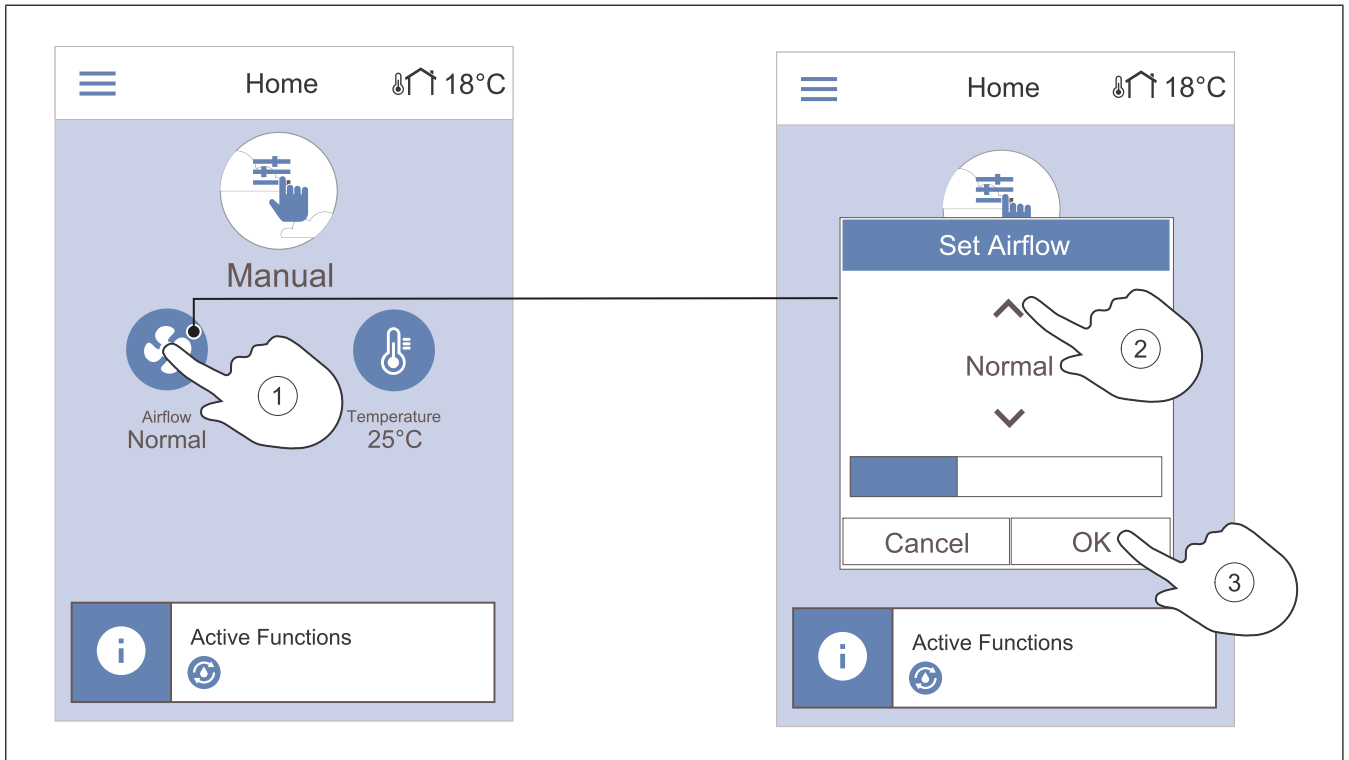 Home 18°C
Manual
1
Airflow
Normal
Temperature
25°C
i
Active Functions
Home 18°C
Set Airflow
2
Normal
Cancel
OK
3
i
Active Functions